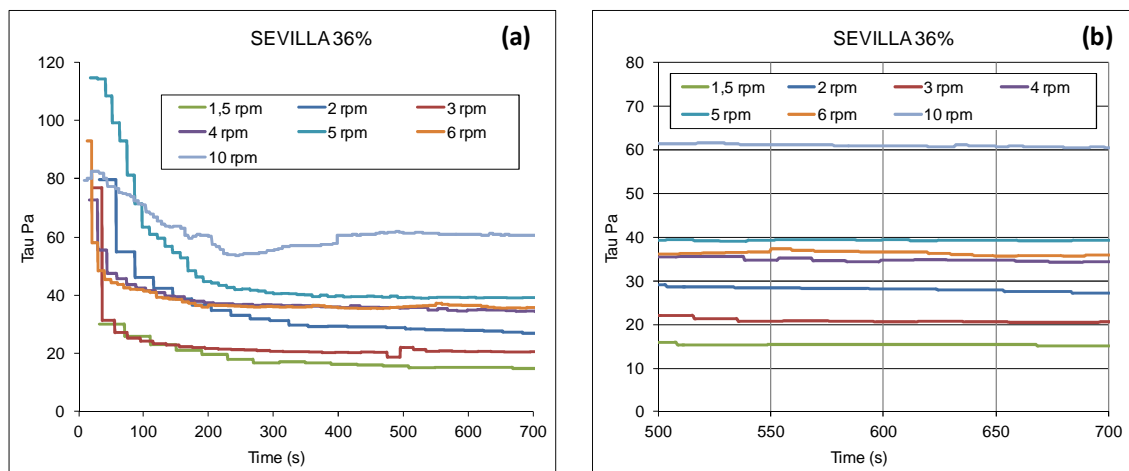 SEVILLA 36% (a)
120
100
80
60
40
20
0
Tau Pa
1,5 rpm 2 rpm 3 rpm
4 rpm 5 rpm 6 rpm
10 rpm
0 100 200 300 400 500 600 700
Time (s)
SEVILLA 36% (b)
80
70
60
50
40
30
20
10
0
Tau Pa
1,5 rpm 2 rpm 3 rpm 4 rpm
5 rpm 6 rpm 10 rpm
500 550 600 650 700
Time (s)